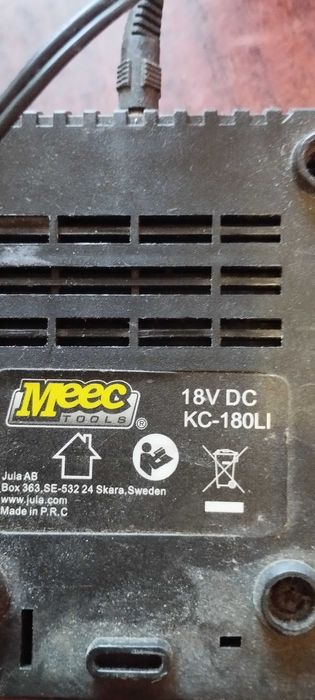 Meec
TOOLS ®
18V DC
KC-180LI
Jula AB
Box 363,SE-532 24 Skara,Sweden
www.jula.com
Made in P.R.C